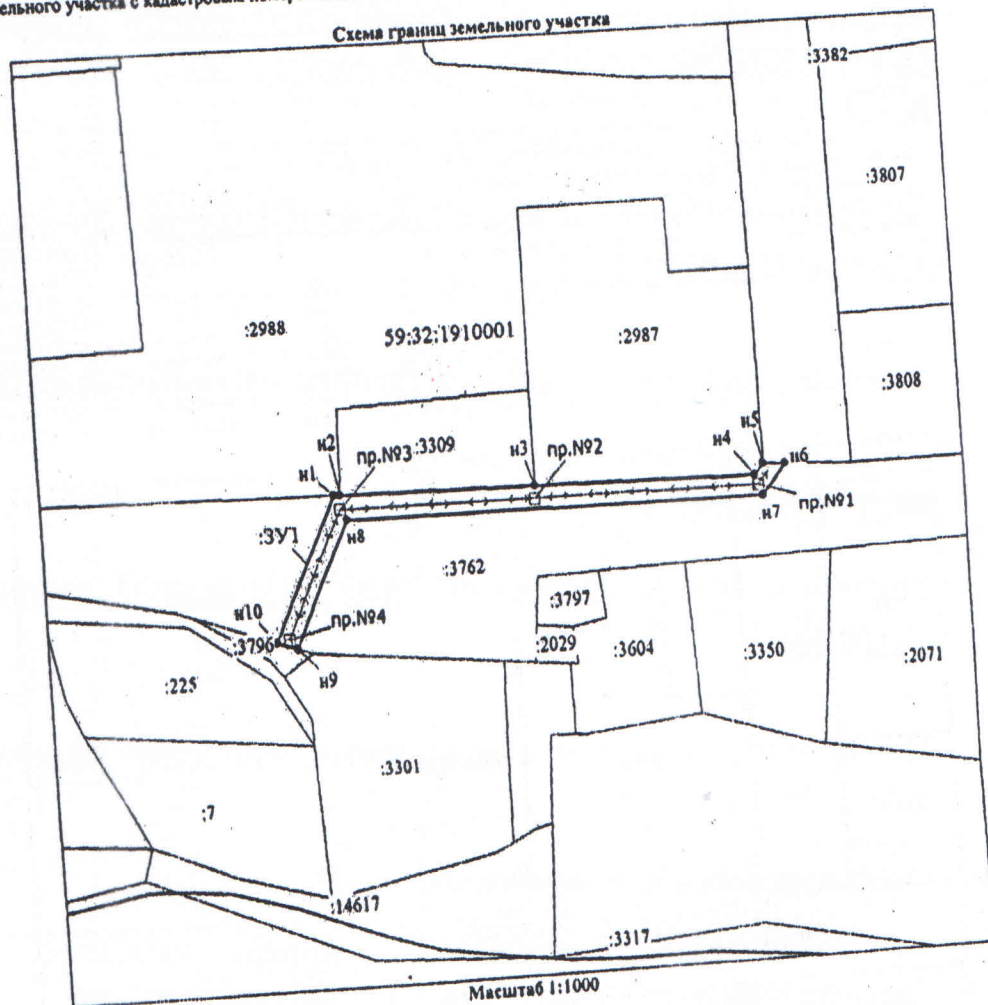 ельного участка с кадастровым
Схема границ земельного участка
:3382
:3807
:2988
59:32:1910001
:2987
:3808
н5
н4
н6
н2
:3309
н3
пр.№2
н1
пр.№3
пр.№1
н7
н8
:ЗУ1
:3762
:3797
н10
пр.№4
:3796
:2029
:3604
:3350
:2071
н9
:225
:3301
:7
:14617
:3317
Масштаб 1:1000